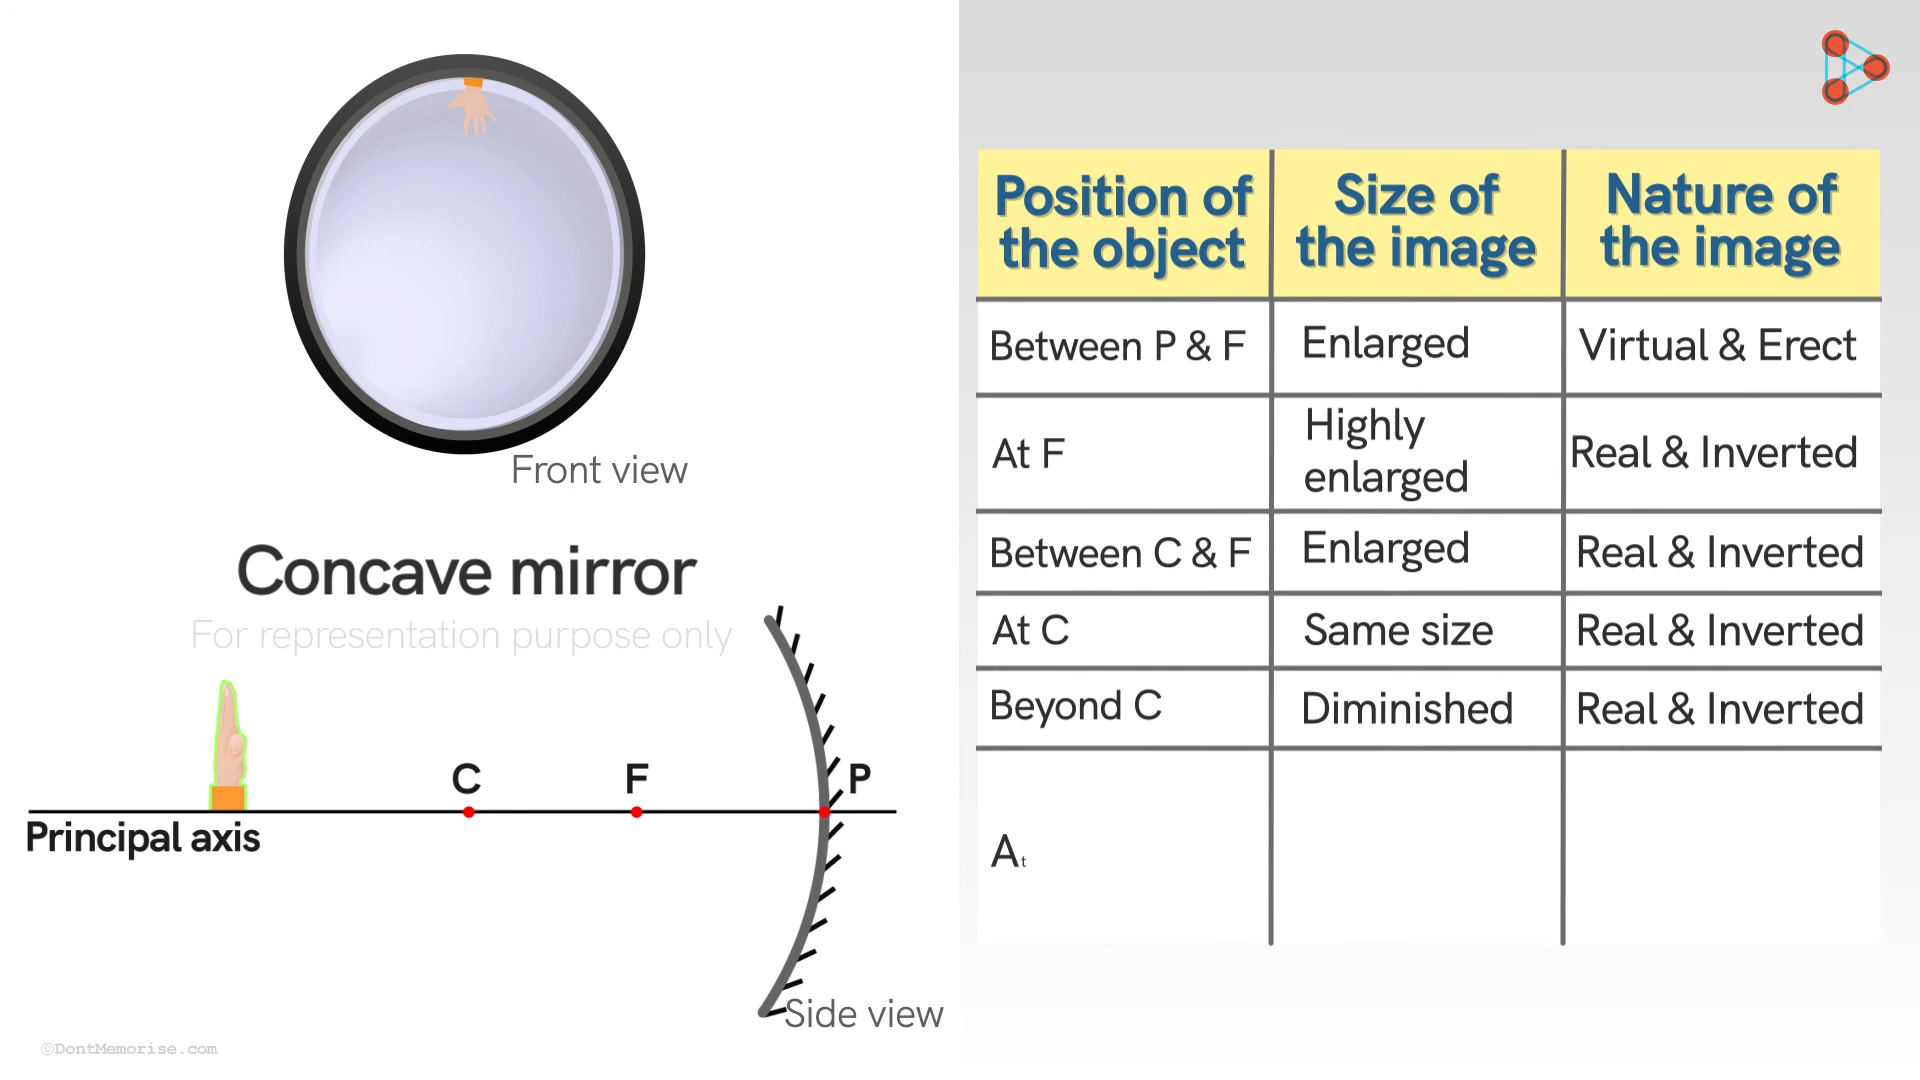 Front view
Concave mirror
For representation purpose only
C
F
P
Principal axis
Side view
©DontMemorise.com
Position of
the object
Size of
the image
Nature of
the image
Between P & F
Enlarged
Virtual & Erect
At F
Highly
enlarged
Real & Inverted
Between C & F
Enlarged
Real & Inverted
At C
Same size
Real & Inverted
Beyond C
Diminished
Real & Inverted
At